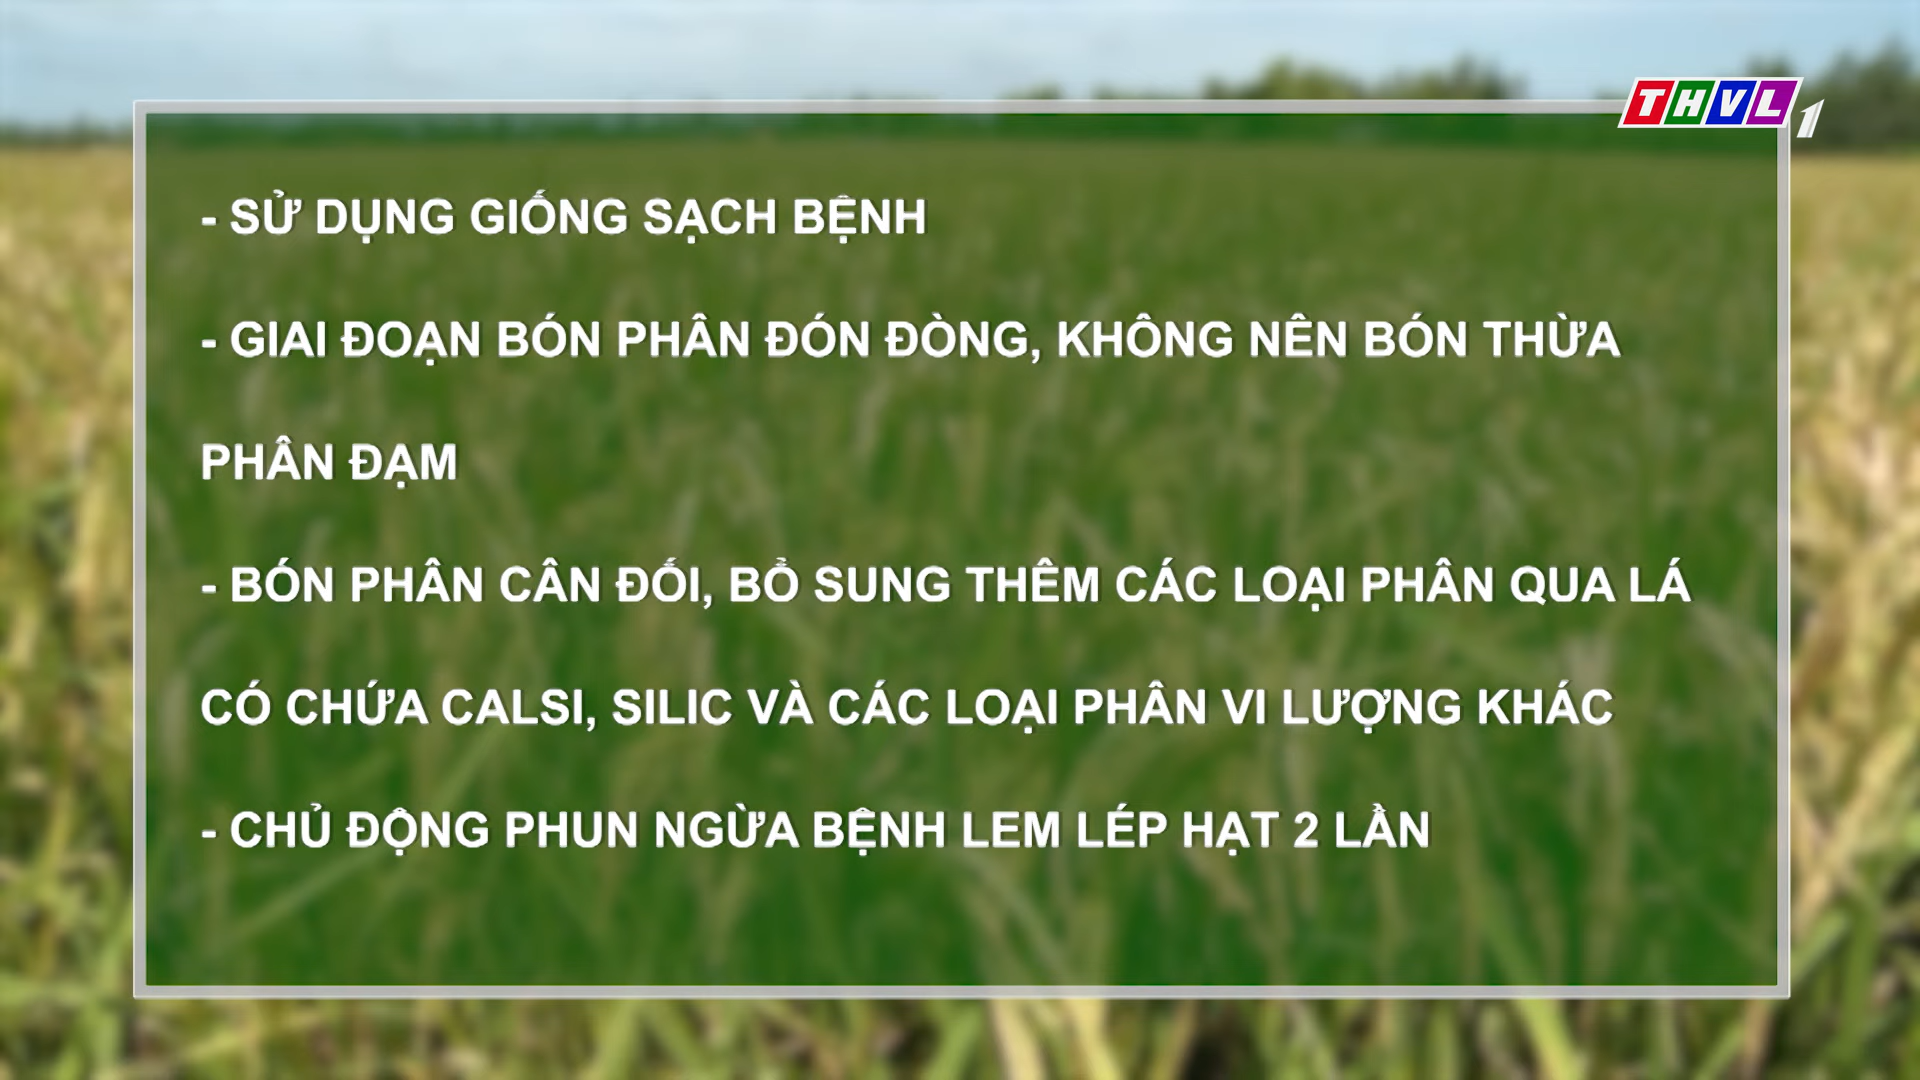 THVL 1
- SỬ DỤNG GIỐNG SẠCH BỆNH
- GIAI ĐOẠN BÓN PHÂN ĐÓN ĐÒNG, KHÔNG NÊN BÓN THỪA
PHÂN ĐẠM
- BÓN PHÂN CÂN ĐỐI, BỔ SUNG THÊM CÁC LOẠI PHÂN QUA LÁ
CÓ CHỨA CALSI, SILIC VÀ CÁC LOẠI PHÂN VI LƯỢNG KHÁC
- CHỦ ĐỘNG PHUN NGỪA BỆNH LEM LÉP HẠT 2 LẦN